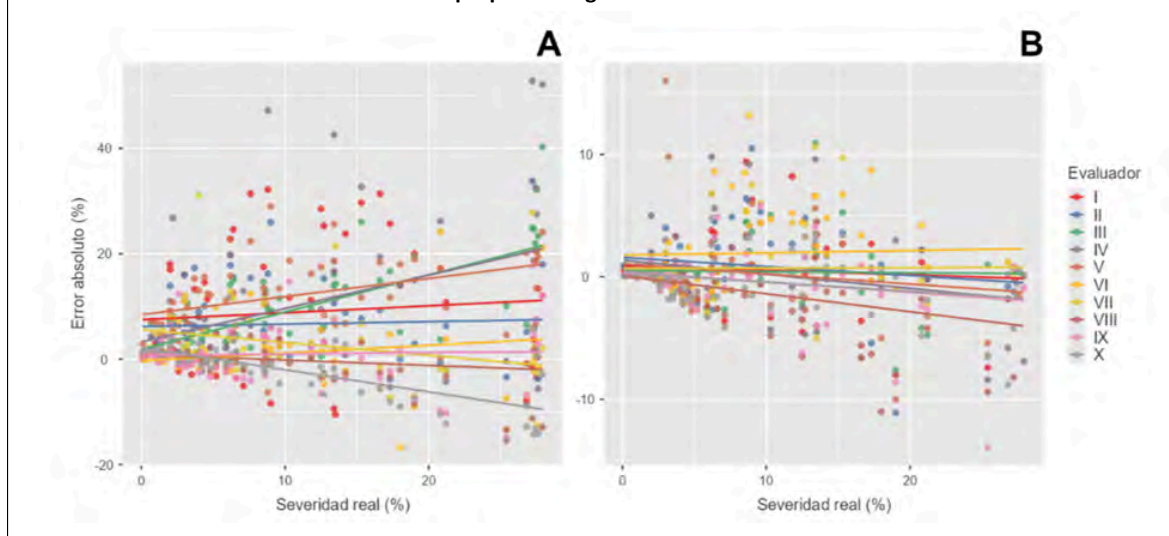 A
B
Error absoluto (%)
40
20
0
-20
0
10
20
Severidad real (%)
10
0
-10
0
10
20
Severidad real (%)
Evaluador
I
II
III
IV
V
VI
VII
VIII
IX
X